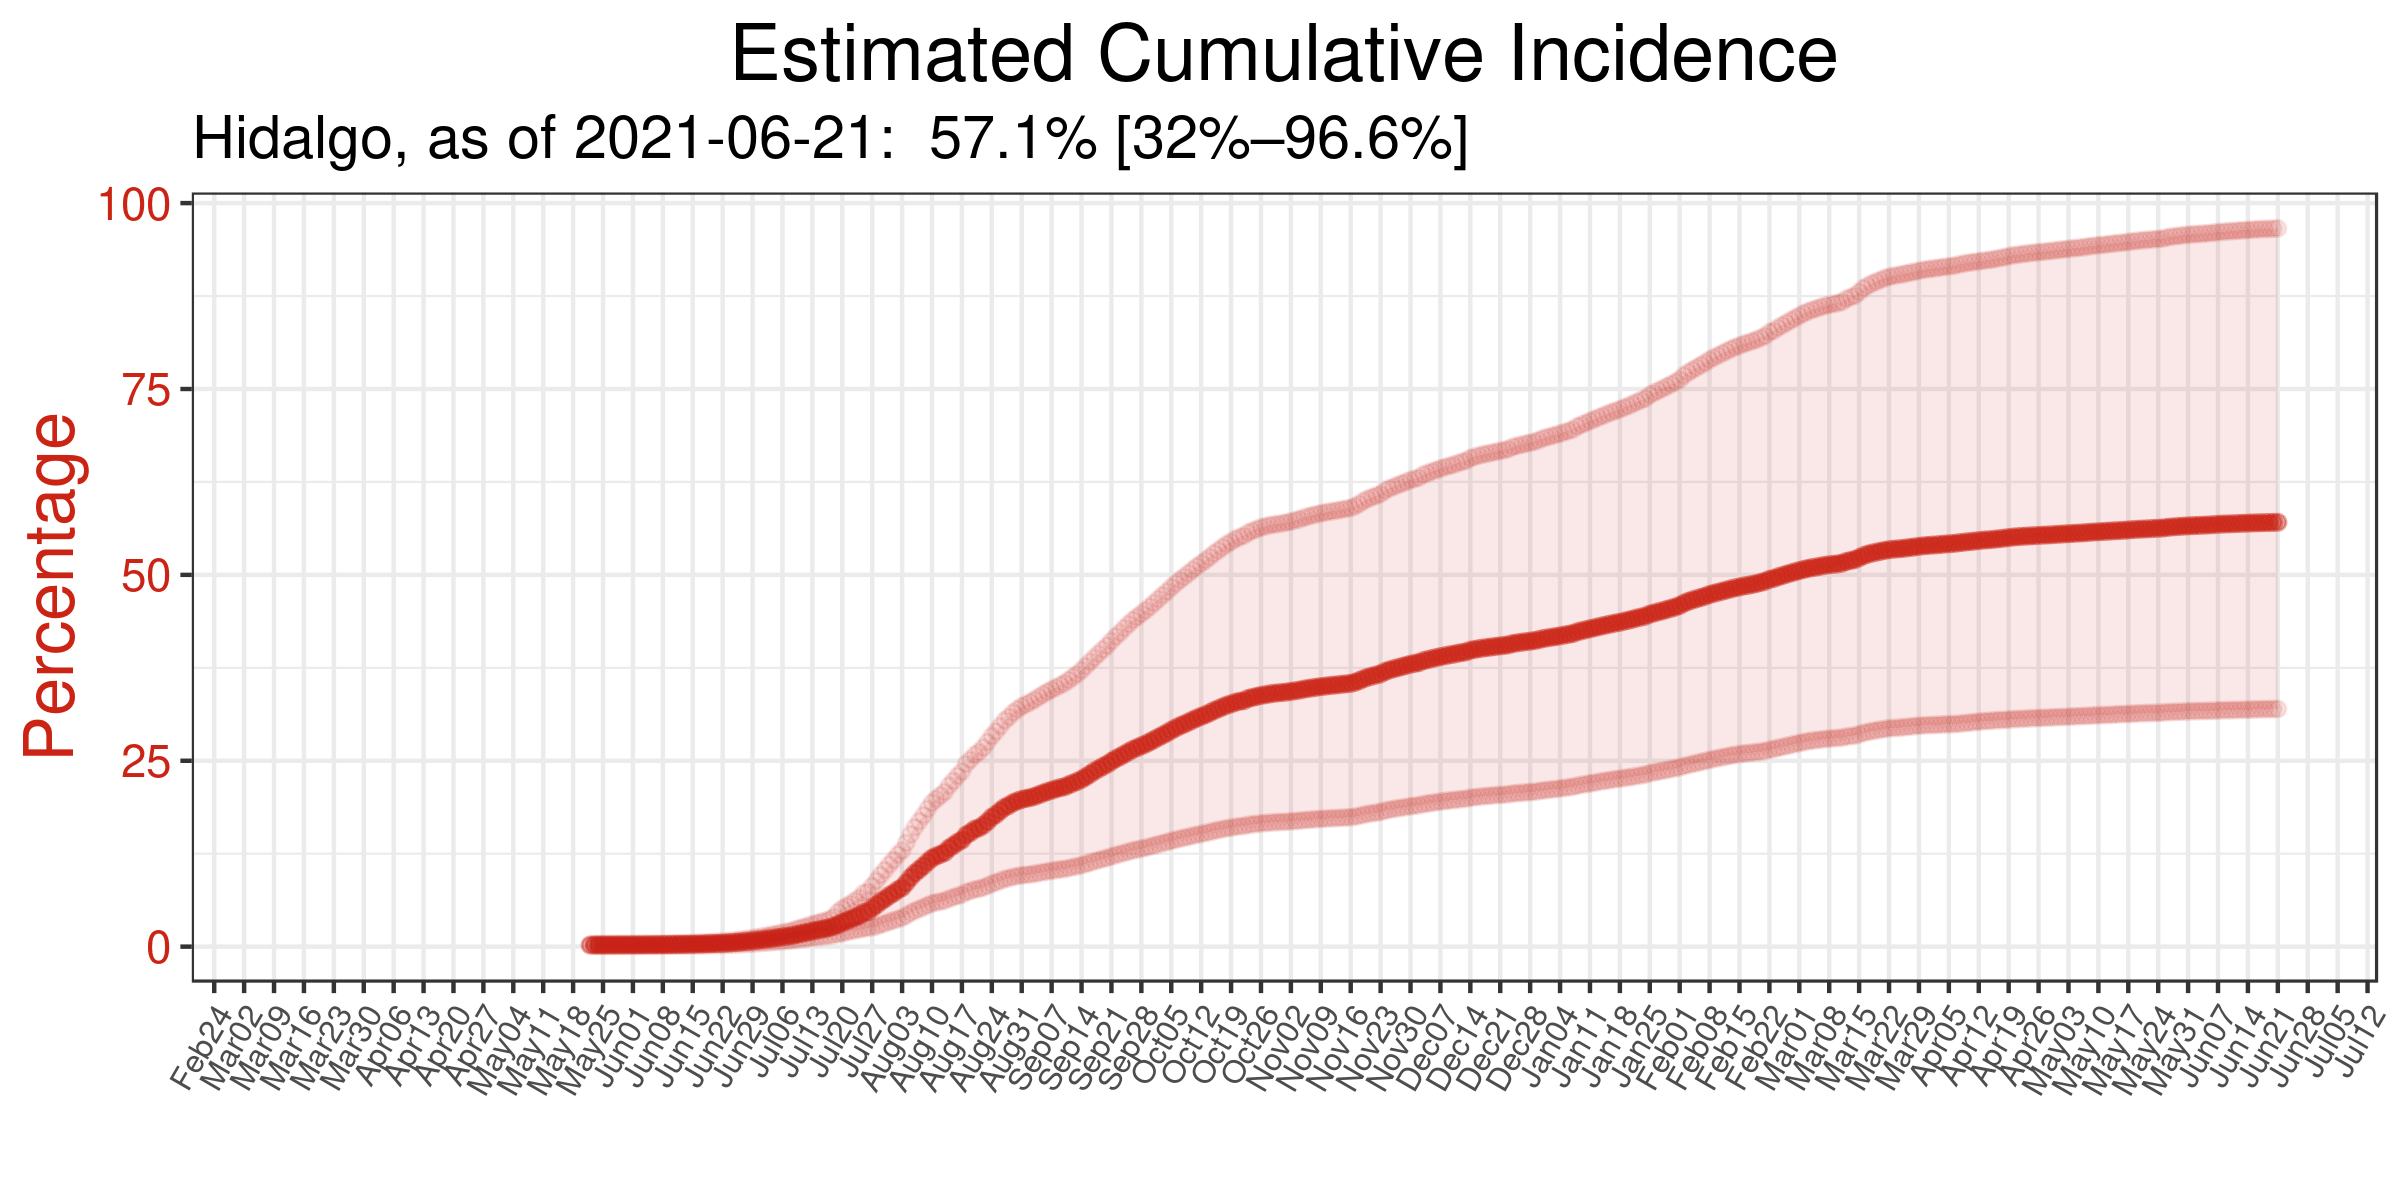 Estimated Cumulative Incidence
Hidalgo, as of 2021-06-21:  57.1% [32%–96.6%]
Percentage
100
75
50
25
0
Feb24
Mar02
Mar09
Mar16
Mar23
Mar30
Apr06
Apr13
Apr20
Apr27
May04
May11
May18
May25
Jun01
Jun08
Jun15
Jun22
Jun29
Jul06
Jul13
Jul20
Jul27
Aug03
Aug10
Aug17
Aug24
Aug31
Sep07
Sep14
Sep21
Sep28
Oct05
Oct12
Oct19
Oct26
Nov02
Nov09
Nov16
Nov23
Nov30
Dec07
Dec14
Dec21
Dec28
Jan04
Jan11
Jan18
Jan25
Feb01
Feb08
Feb15
Feb22
Mar01
Mar08
Mar15
Mar22
Mar29
Apr05
Apr12
Apr19
Apr26
May03
May10
May17
May24
May31
Jun07
Jun14
Jun21
Jun28
Jul05
Jul12